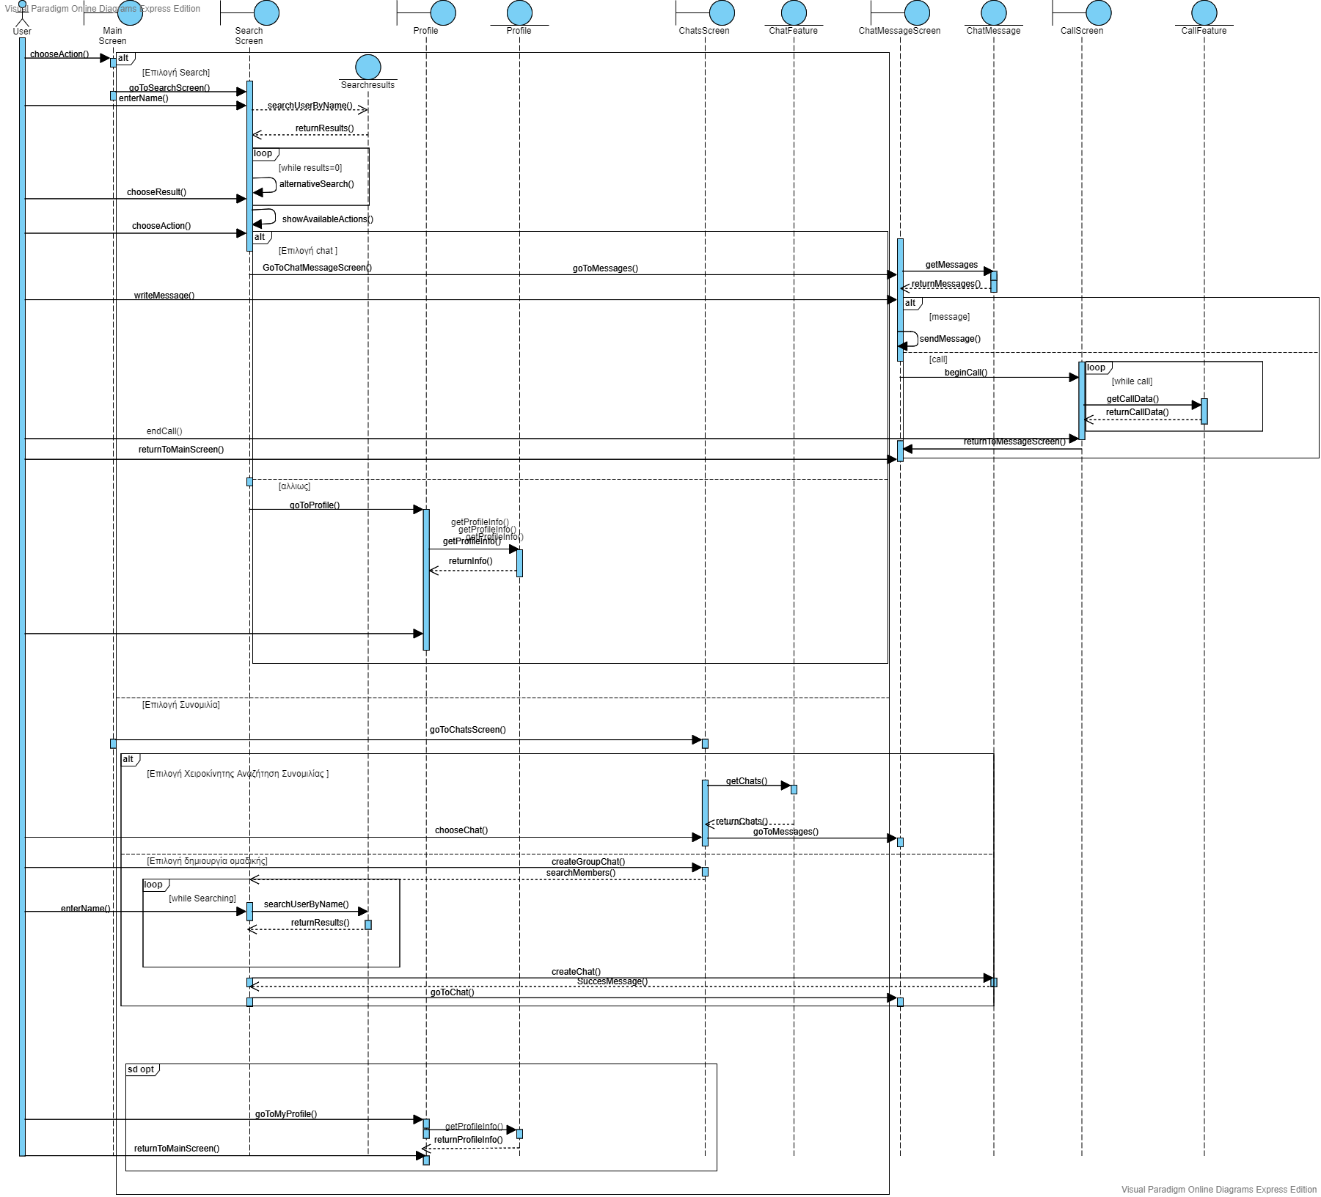 Visual Paradigm Online Diagrams Express Edition
User
Main
Screen
Search
Screen
Profile
Profile
ChatsScreen
ChatFeature
ChatMessageScreen
ChatMessage
CallScreen
CallFeature
chooseAction()
alt
[Επιλογή Search]
Searchresults
goToSearchScreen()
enterName()
searchUserByName()
returnResults()
loop
[while results=0]
alternativeSearch()
chooseResult()
showAvailableActions()
chooseAction()
alt
[Επιλογή chat ]
GoToChatMessageScreen()
goToMessages()
getMessages
returnMessages()
writeMessage()
alt
[message]
sendMessage()
[call]
beginCall()
loop
[while call]
getCallData()
returnCallData()
endCall()
returnToMessageScreen()
returnToMainScreen()
[αλλιως]
goToProfile()
getProfileInfo()
getProfileInfo()
getProfileInfo()
getProfileInfo()
returnInfo()
[Επιλογή Συνομιλία]
goToChatsScreen()
alt
[Επιλογή Χειροκίνητης Αναζήτηση Συνομιλίας ]
getChats()
returnChats()
chooseChat()
goToMessages()
[Επιλογή δημιουργία ομαδικής]
createGroupChat()
searchMembers()
loop
[while Searching]
enterName()
searchUserByName()
returnResults()
createChat()
SuccesMessage()
goToChat()
sd opt
goToMyProfile()
getProfileInfo()
returnProfileInfo()
returnToMainScreen()
Visual Paradigm Online Diagrams Express Edition